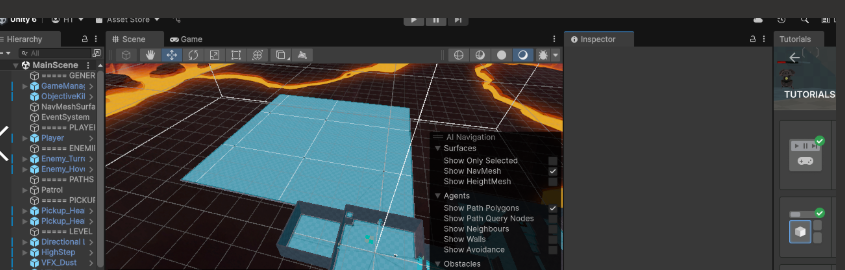 Unity 6 HT Asset Store
Hierarchy
Scene Game
Inspector
Tutorials
All
MainScene
===== GENER
GameManag
ObjectiveKil
NavMeshSurfa
EventSystem
===== PLAYEI
Player
===== ENEMII
Enemy_Turr
Enemy_Hov
===== PATHS
Patrol
===== PICKUF
Pickup_Hea
Pickup_Hea
===== LEVEL
Directional L
HighStep
VFX_Dust
AI Navigation
Surfaces
Show Only Selected
Show NavMesh
Show HeightMesh
Agents
Show Path Polygons
Show Path Query Nodes
Show Neighbours
Show Walls
Show Avoidance
Obstacles
TUTORIALS